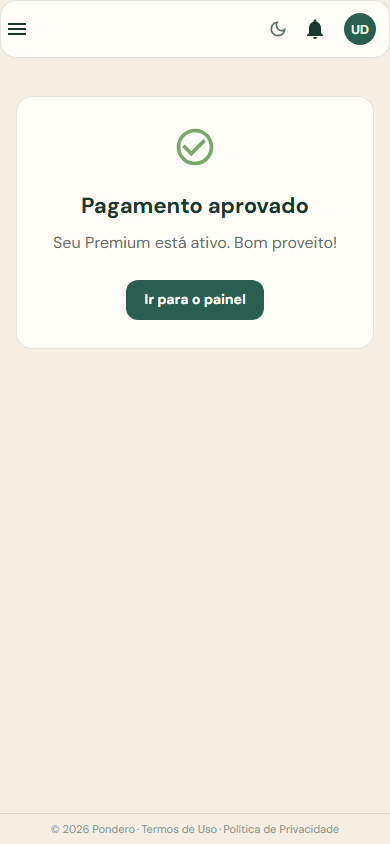 UD
Pagamento aprovado
Seu Premium está ativo. Bom proveito!
Ir para o painel
© 2026 Pondero · Termos de Uso · Política de Privacidade